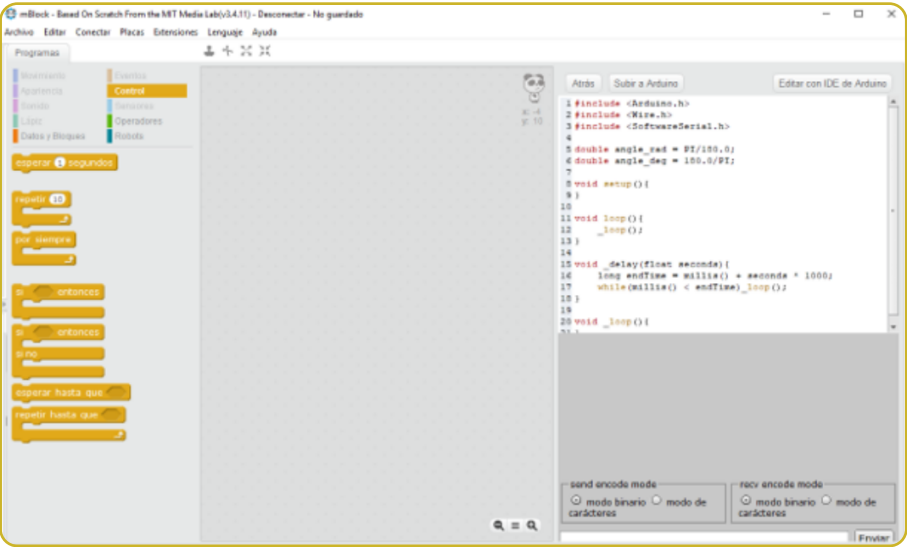 mBlock - Based On Scratch From the MIT Media Lab(v3.4.11) - Desconectar - No guardado
Archivo Editar Conectar Placas Extensiones Lenguaje Ayuda
Programas
Movimiento Eventos
Apariencia Control
Sonido Sensores
Lápiz Operadores
Datos y Bloques Robots
esperar 1 segundos
repetir 10
por siempre
si entonces
si entonces
si no
esperar hasta que
repetir hasta que
x: -4
y: 10
Atrás Subir a Arduino Editar con IDE de Arduino
1 #include <Arduino.h>
2 #include <Wire.h>
3 #include <SoftwareSerial.h>
4
5 double angle_rad = PI/180.0;
6 double angle_deg = 180.0/PI;
7
8 void setup(){
9 }
10
11 void loop(){
12 _loop();
13 }
14
15 void _delay(float seconds){
16 long endTime = millis() + seconds * 1000;
17 while(millis() < endTime)_loop();
18 }
19
20 void _loop(){
send encode mode
modo binario modo de
carácteres
recv encode mode
modo binario modo de
carácteres
Enviar